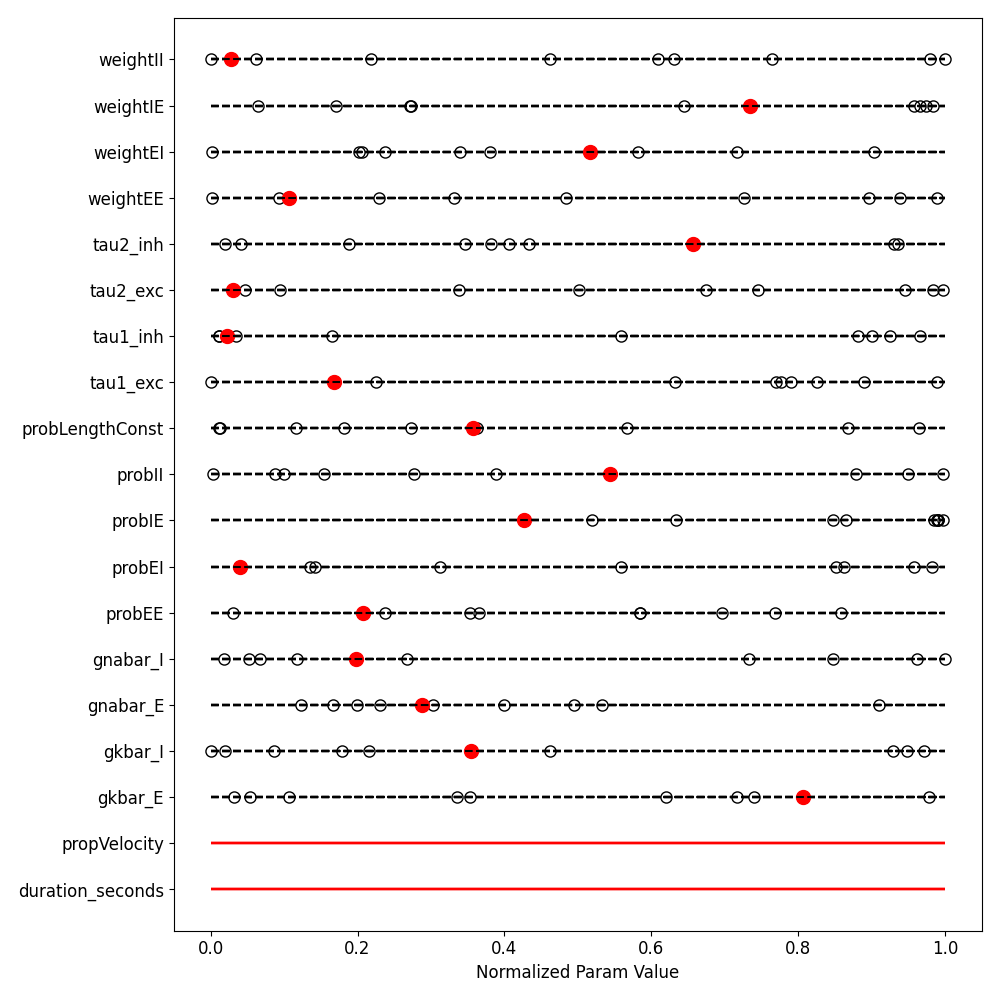 weightII
weightIE
weightEI
weightEE
tau2_inh
tau2_exc
tau1_inh
tau1_exc
probLengthConst
probII
probIE
probEI
probEE
gnabar_I
gnabar_E
gkbar_I
gkbar_E
propVelocity
duration_seconds
0.0 0.2 0.4 0.6 0.8 1.0
Normalized Param Value